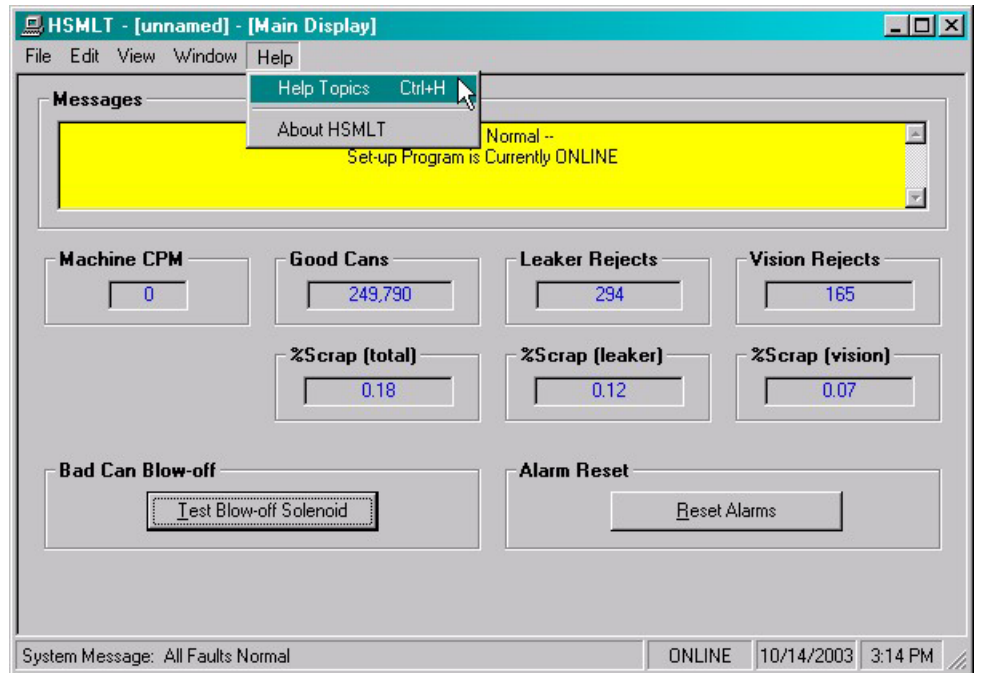 HSMLT - [unnamed] - [Main Display]
File Edit View Window Help
Help Topics Ctrl+H
About HSMLT
Messages
Normal --
Set-up Program is Currently ONLINE
Machine CPM
0
Good Cans
249,790
Leaker Rejects
294
Vision Rejects
165
%Scrap (total)
0.18
%Scrap (leaker)
0.12
%Scrap (vision)
0.07
Bad Can Blow-off
Test Blow-off Solenoid
Alarm Reset
Reset Alarms
System Message: All Faults Normal
ONLINE
10/14/2003
3:14 PM